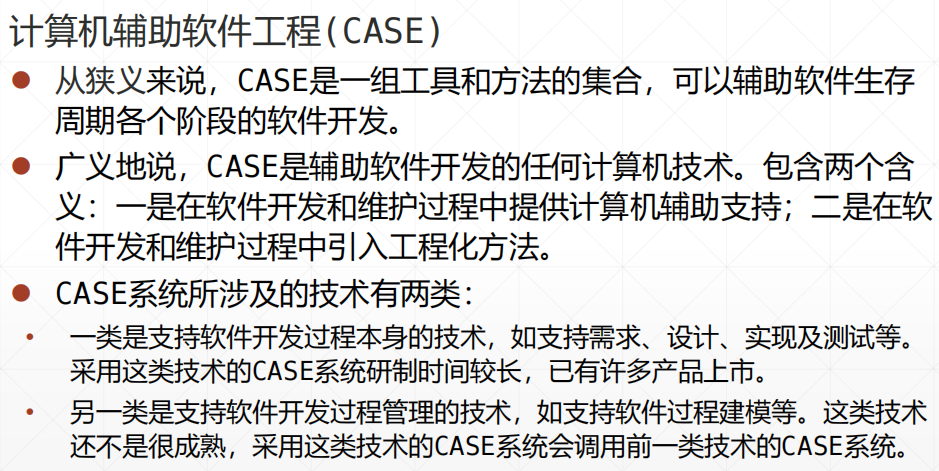 计算机辅助软件工程(CASE)
● 从狭义来说，CASE是一组工具和方法的集合，可以辅助软件生存
周期各个阶段的软件开发。
● 广义地说，CASE是辅助软件开发的任何计算机技术。包含两个含
义：一是在软件开发和维护过程中提供计算机辅助支持；二是在软
件开发和维护过程中引入工程化方法。
● CASE系统所涉及的技术有两类：
• 一类是支持软件开发过程本身的技术，如支持需求、设计、实现及测试等。
采用这类技术的CASE系统研制时间较长，已有许多产品上市。
• 另一类是支持软件开发过程管理的技术，如支持软件过程建模等。这类技术
还不是很成熟，采用这类技术的CASE系统会调用前一类技术的CASE系统。